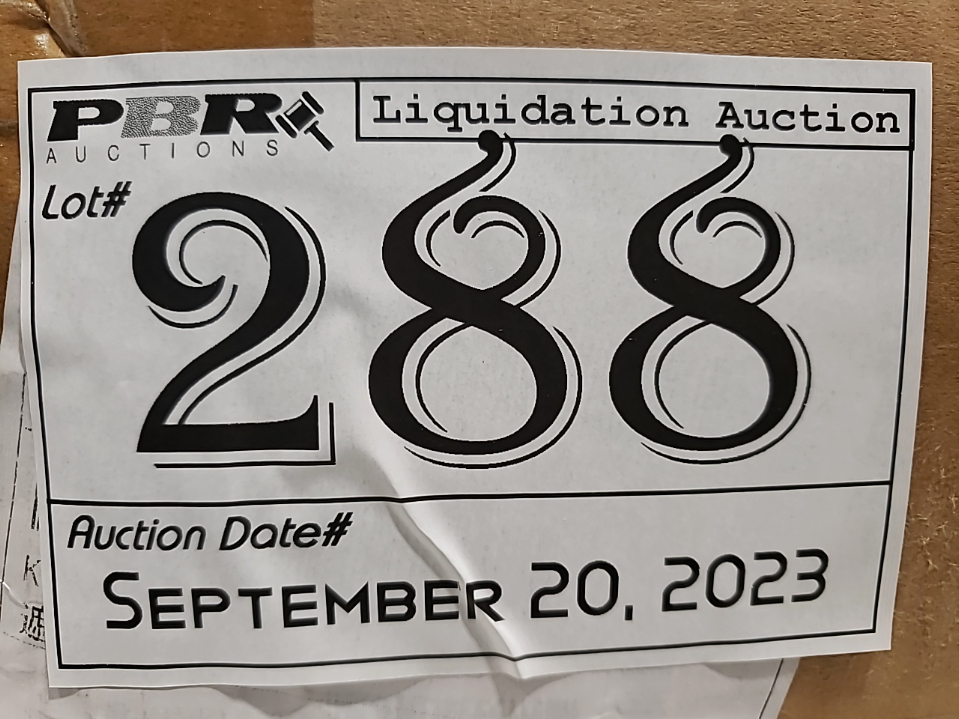 PBR
AUCTIONS
Liquidation Auction
Lot#
288
Auction Date#
SEPTEMBER 20, 2023
K